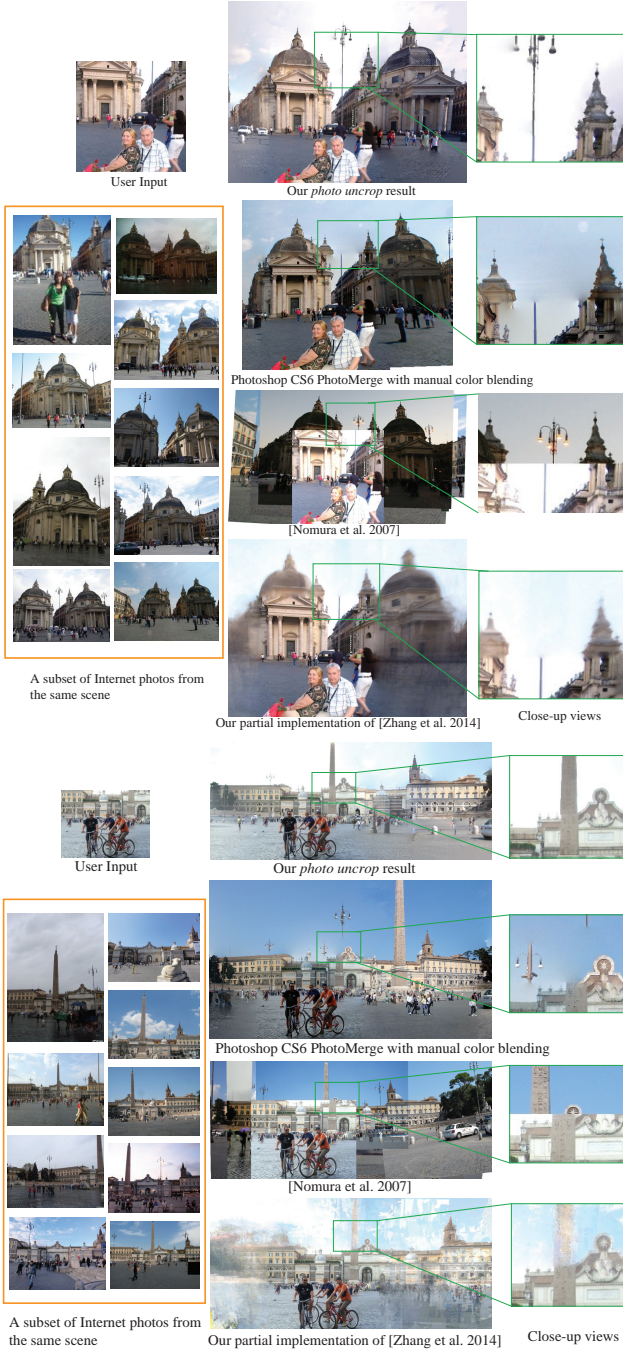 User Input
Our photo uncrop result
Photoshop CS6 PhotoMerge with manual color blending
[Nomura et al. 2007]
A subset of Internet photos from
the same scene
Our partial implementation of [Zhang et al. 2014]
Close-up views
User Input
Our photo uncrop result
Photoshop CS6 PhotoMerge with manual color blending
[Nomura et al. 2007]
A subset of Internet photos from
the same scene
Our partial implementation of [Zhang et al. 2014]
Close-up views